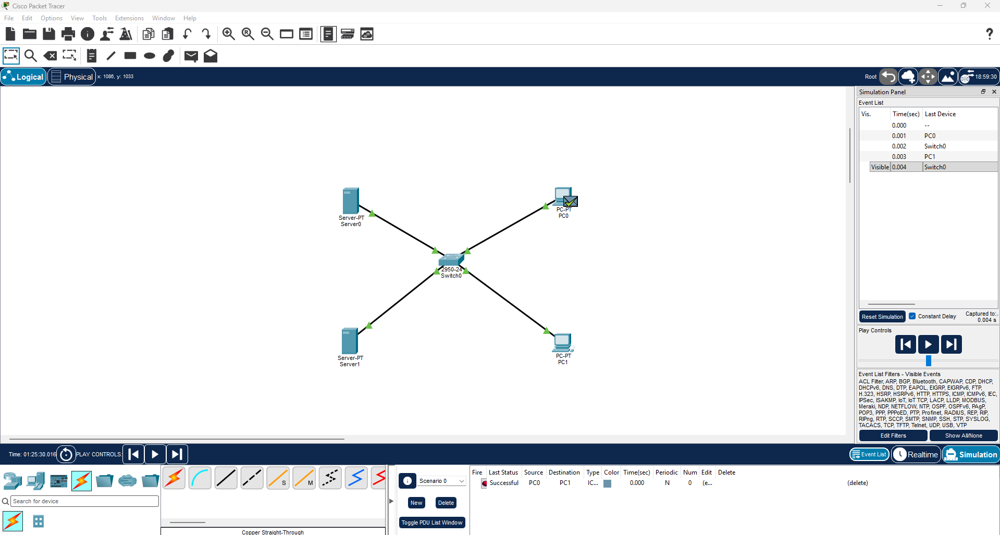 Cisco Packet Tracer
File Edit Options View Tools Extensions Window Help
Logical Physical x: 1086, y: 1033 Root 18:59:30
Simulation Panel
Event List
Vis. Time(sec) Last Device
0.000 --
0.001 PC0
0.002 Switch0
0.003 PC1
Visible 0.004 Switch0
Server-PT
Server0
PC-PT
PC0
2950-24
Switch0
Server-PT
Server1
PC-PT
PC1
Reset Simulation Constant Delay Captured to:
0.004 s
Play Controls
Event List Filters - Visible Events
ACL Filter, ARP, BGP, Bluetooth, CAPWAP, CDP, DHCP,
DHCPv6, DNS, DTP, EAPOL, EIGRP, EIGRPv6, FTP,
H.323, HSRP, HSRPv6, HTTP, HTTPS, ICMP, ICMPv6, IEC,
IPSec, ISAKMP, IoT, IoT TCP, LACP, LLDP, MODBUS,
Meraki, NDP, NETFLOW, NTP, OSPF, OSPFv6, PAgP,
POP3, PPP, PPPoED, PTP, Profinet, RADIUS, REP, RIP,
RIPng, RTP, SCCP, SMTP, SNMP, SSH, STP, SYSLOG,
TACACS, TCP, TFTP, Telnet, UDP, USB, VTP
Edit Filters Show All/None
Time: 01:25:30.016 PLAY CONTROLS: Event List Realtime Simulation
S M
Search for device
Copper Straight-Through
Scenario 0
New Delete
Toggle PDU List Window
Fire Last Status Source Destination Type Color Time(sec) Periodic Num Edit Delete
Successful PC0 PC1 IC... 0.000 N 0 (e... (delete)